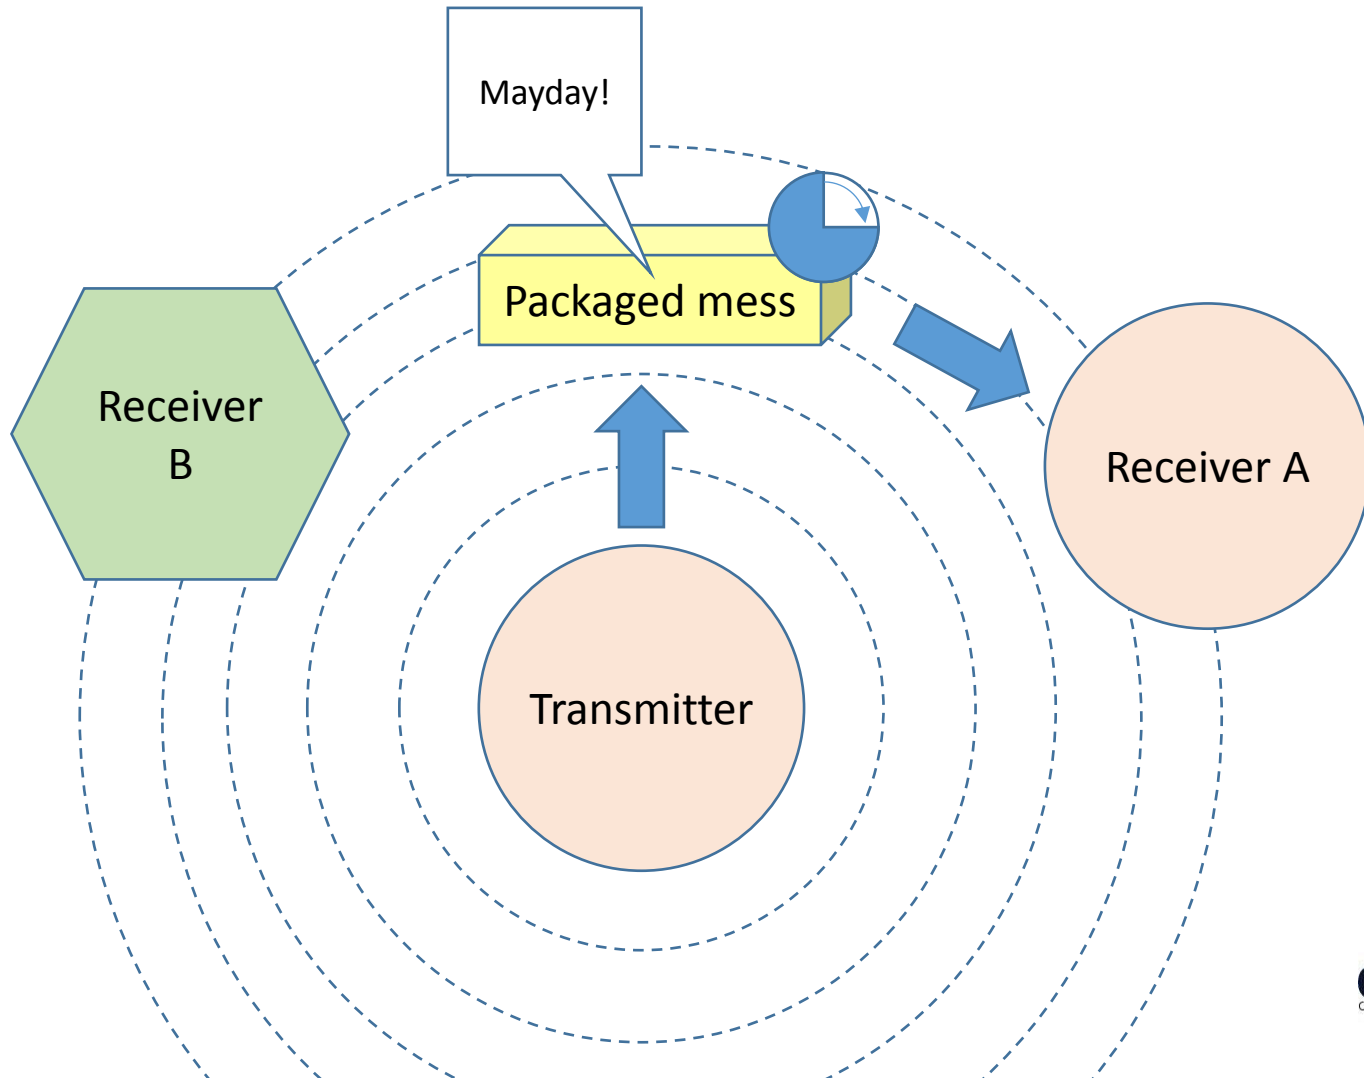 Mayday!
Packaged mess
Receiver
B
Receiver A
Transmitter